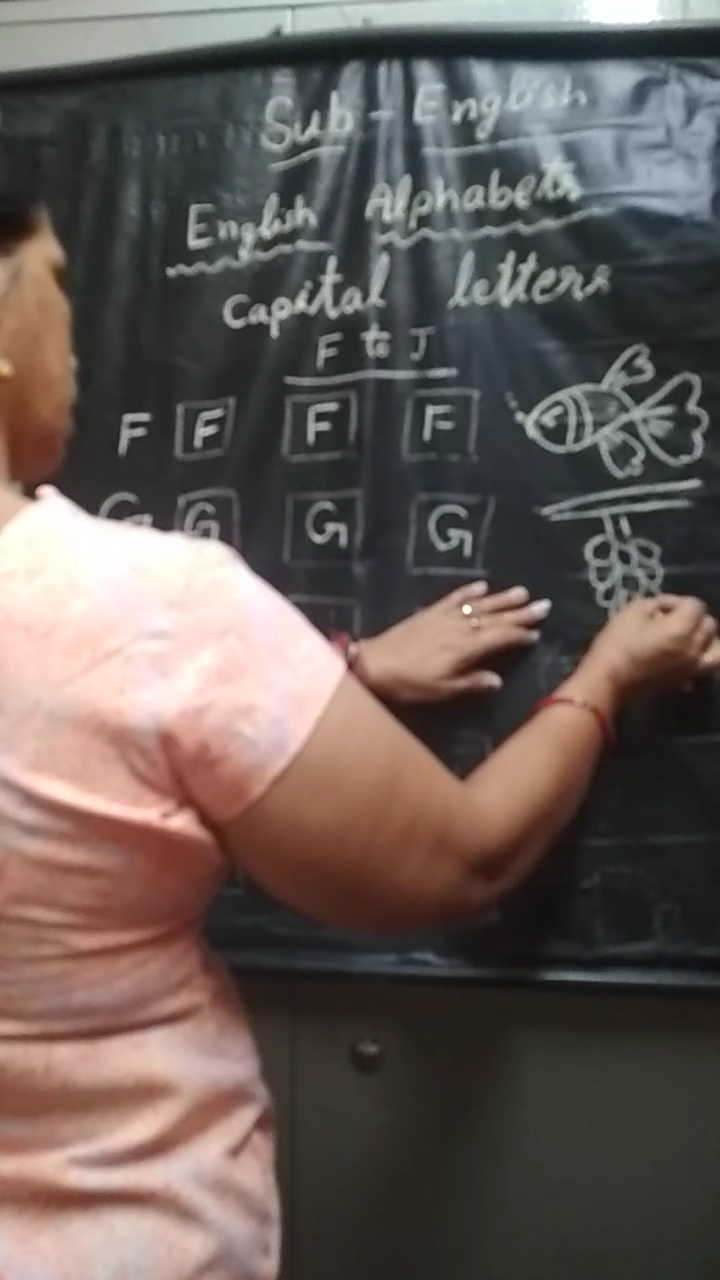 Sub - English
English Alphabets
Capital letters
F to J
F F F F
G G G G